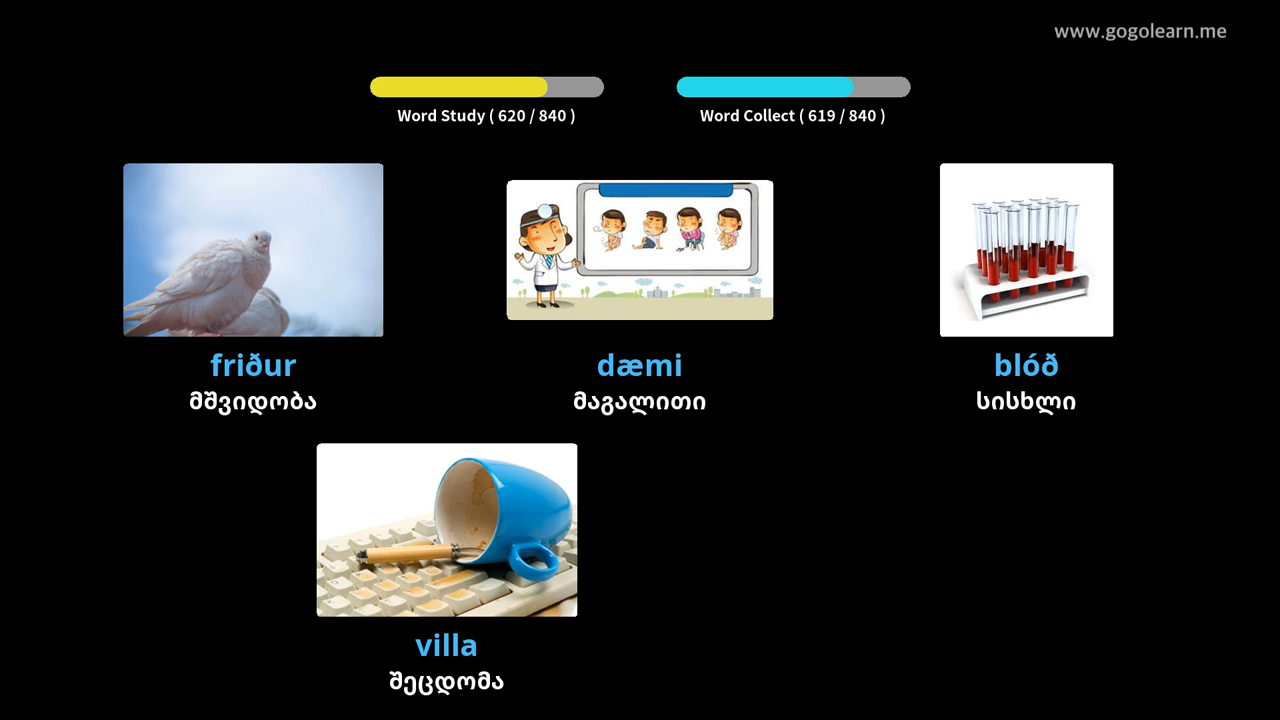 www.gogolearn.me
Word Study ( 620 / 840 )
Word Collect ( 619 / 840 )
friður
მშვიდობა
dæmi
მაგალითი
blóð
სისხლი
villa
შეცდომა